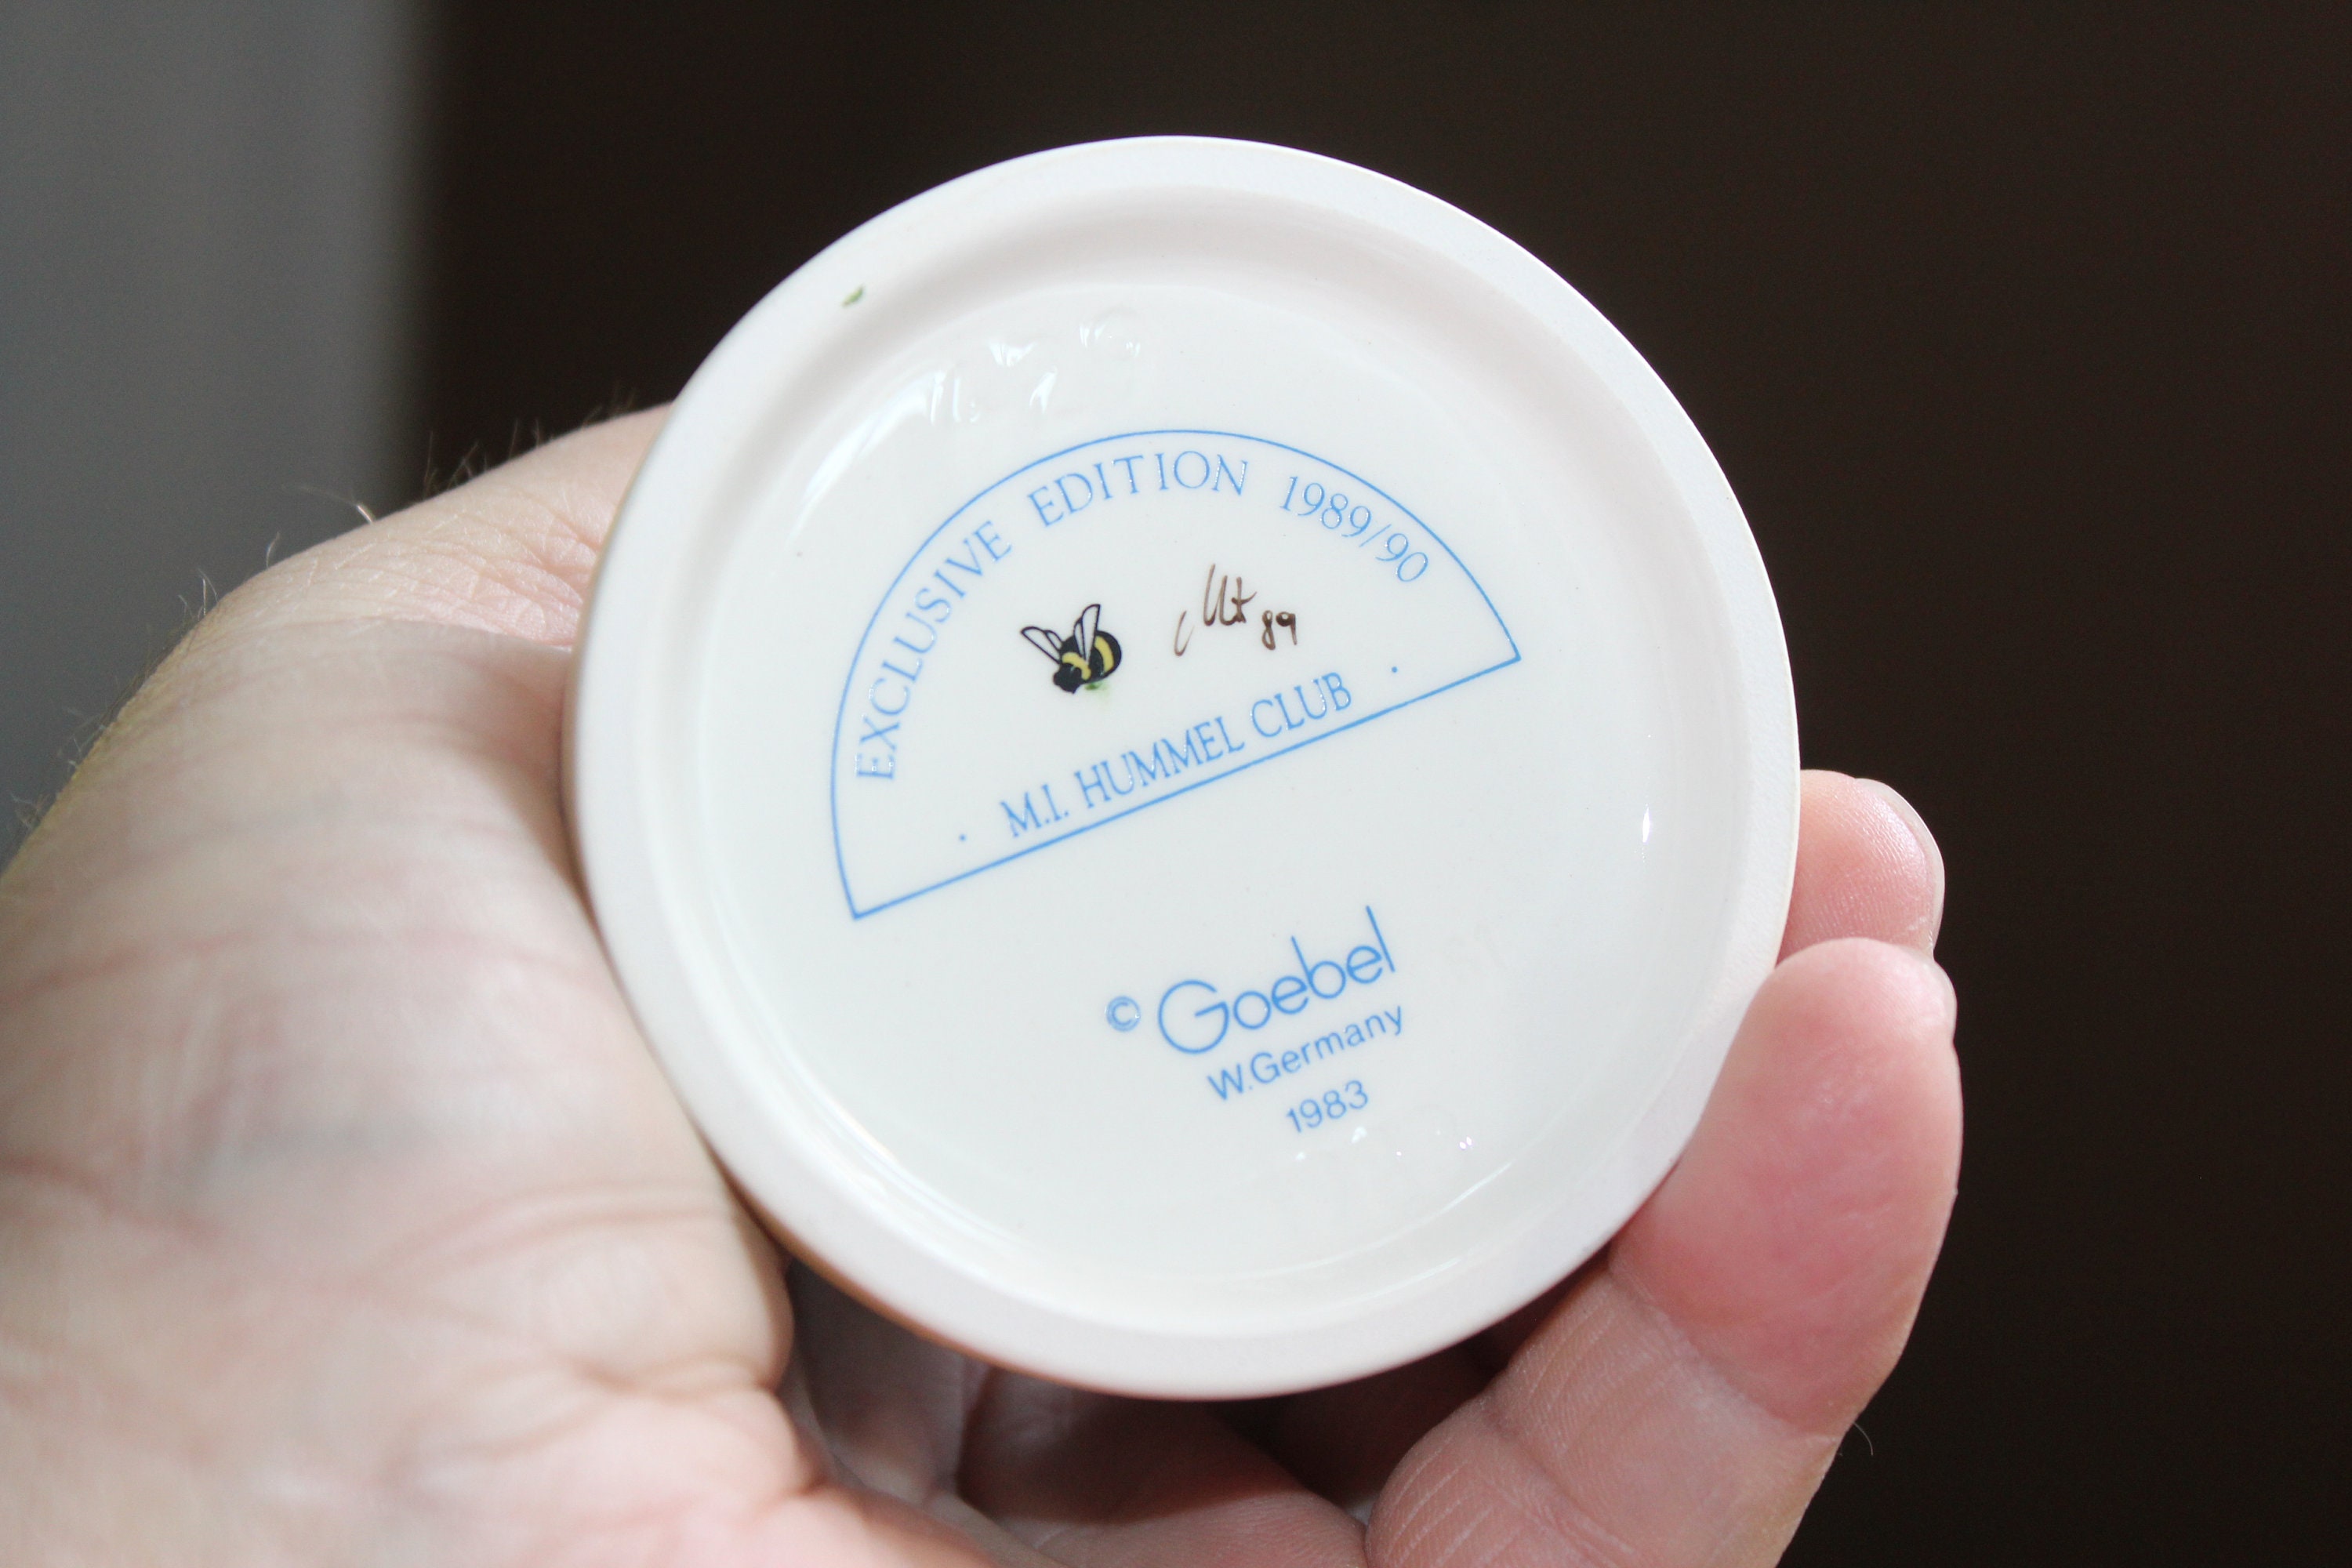 EXCLUSIVE EDITION 1989/90
89
· M.I. HUMMEL CLUB ·
© Goebel
W.Germany
1983